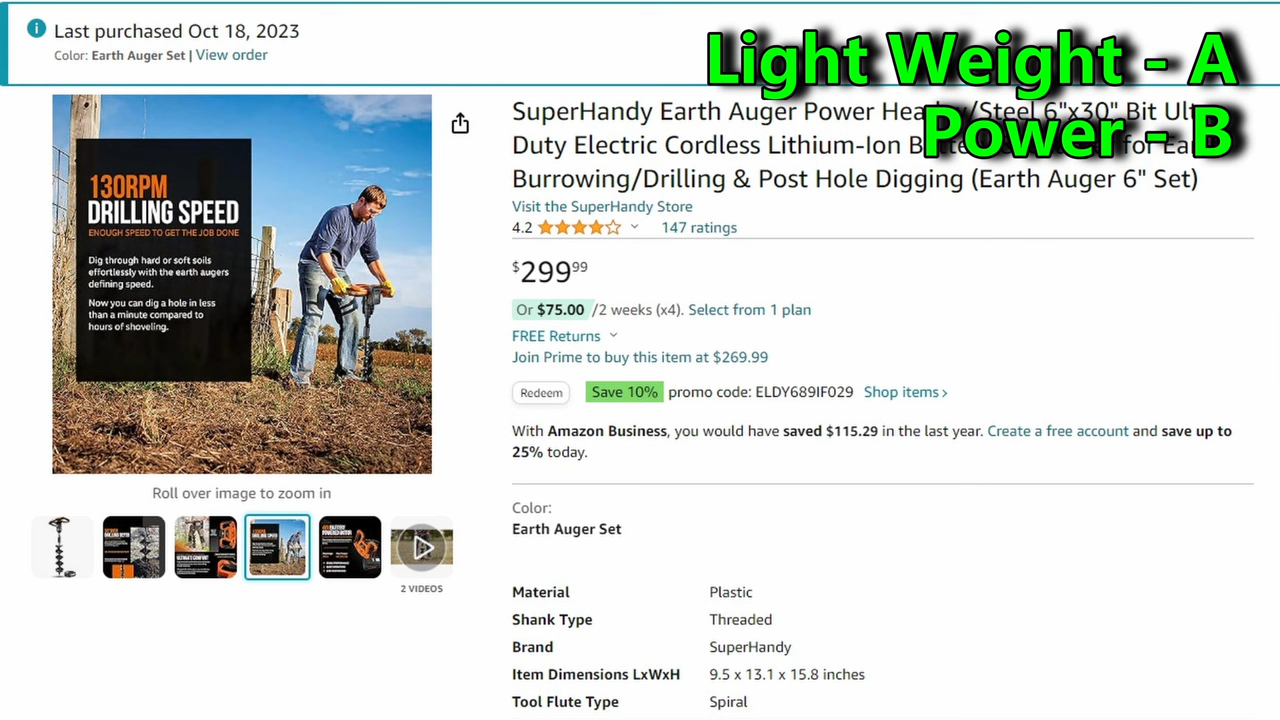 Last purchased Oct 18, 2023
Color: Earth Auger Set | View order
Light Weight - A
Power - B
SuperHandy Earth Auger Power Hea /Steel 6"x30" Bit Ult
Duty Electric Cordless Lithium-Ion B for Ea
Burrowing/Drilling & Post Hole Digging (Earth Auger 6" Set)
Visit the SuperHandy Store
4.2 147 ratings
$299.99
Or $75.00 /2 weeks (x4). Select from 1 plan
FREE Returns
Join Prime to buy this item at $269.99
Redeem Save 10% promo code: ELDY689IF029 Shop items ›
With Amazon Business, you would have saved $115.29 in the last year. Create a free account and save up to
25% today.
Color:
Earth Auger Set
Material Plastic
Shank Type Threaded
Brand SuperHandy
Item Dimensions LxWxH 9.5 x 13.1 x 15.8 inches
Tool Flute Type Spiral
130RPM
DRILLING SPEED
ENOUGH SPEED TO GET THE JOB DONE
Dig through hard or soft soils
effortlessly with the earth augers
defining speed.
Now you can dig a hole in less
than a minute compared to
hours of shoveling.
Roll over image to zoom in
2 VIDEOS